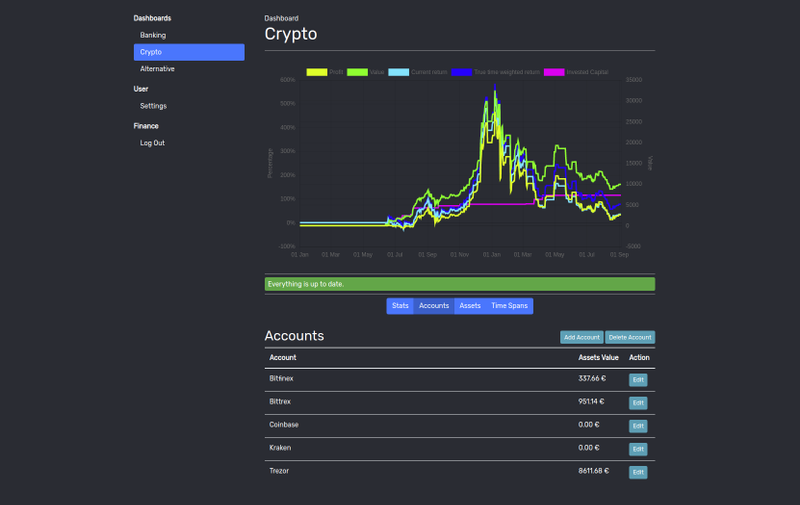 Dashboards
Banking
Crypto
Alternative
User
Settings
Finance
Log Out
Dashboard
Crypto
Profit Value Current return True time weighted return Invested Capital
600%
500%
400%
300%
200%
100%
0%
-100%
Percentage
35000
30000
25000
20000
15000
10000
5000
0
-5000
Value
01 Jan 01 Mar 01 May 01 Jul 01 Sep 01 Nov 01 Jan 01 Mar 01 May 01 Jul 01 Sep
Everything is up to date.
Stats Accounts Assets Time Spans
Accounts Add Account Delete Account
Account Assets Value Action
Bitfinex 337.66 € Edit
Bittrex 951.14 € Edit
Coinbase 0.00 € Edit
Kraken 0.00 € Edit
Trezor 8611.68 € Edit